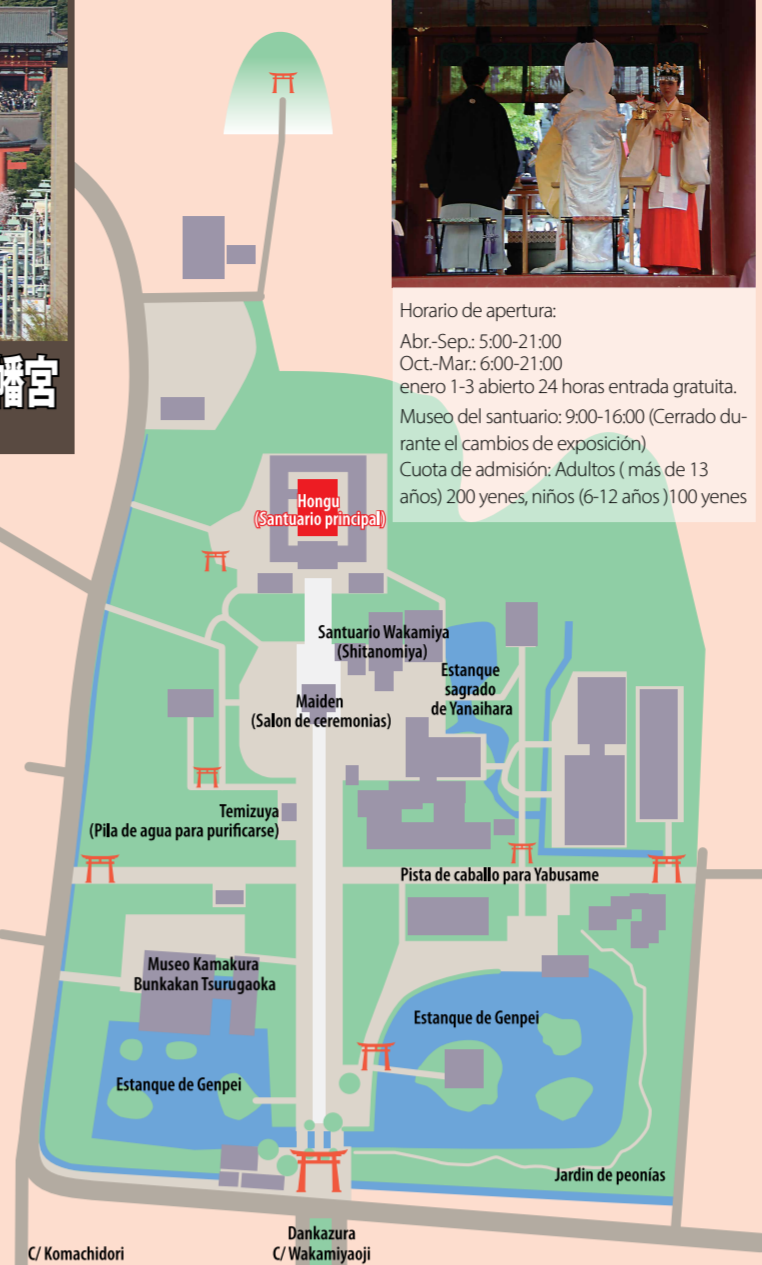 幡宮
Horario de apertura:
Abr.-Sep.: 5:00-21:00
Oct.-Mar.: 6:00-21:00
enero 1-3 abierto 24 horas entrada gratuita.
Museo del santuario: 9:00-16:00 (Cerrado du-
rante el cambios de exposición)
Cuota de admisión: Adultos ( más de 13
años) 200 yenes, niños (6-12 años )100 yenes
Hongu
(Santuario principal)
Santuario Wakamiya
(Shitanomiya)
Estanque
sagrado
de Yanaihara
Maiden
(Salon de ceremonias)
Temizuya
(Pila de agua para purificarse)
Pista de caballo para Yabusame
Museo Kamakura
Bunkakan Tsurugaoka
Estanque de Genpei
Estanque de Genpei
Jardin de peonías
Dankazura
C/ Komachidori
C/ Wakamiyaoji